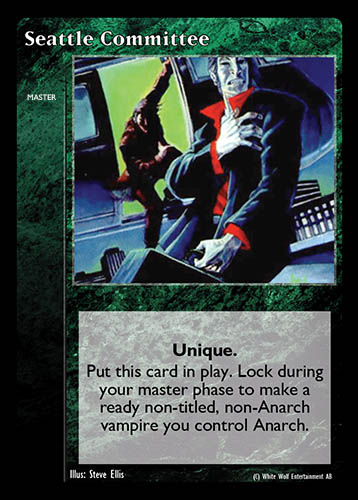 Seattle Committee
MASTER
Unique.
Put this card in play. Lock during
your master phase to make a
ready non-titled, non-Anarch
vampire you control Anarch.
Illus: Steve Ellis
(C) White Wolf Entertainment AB